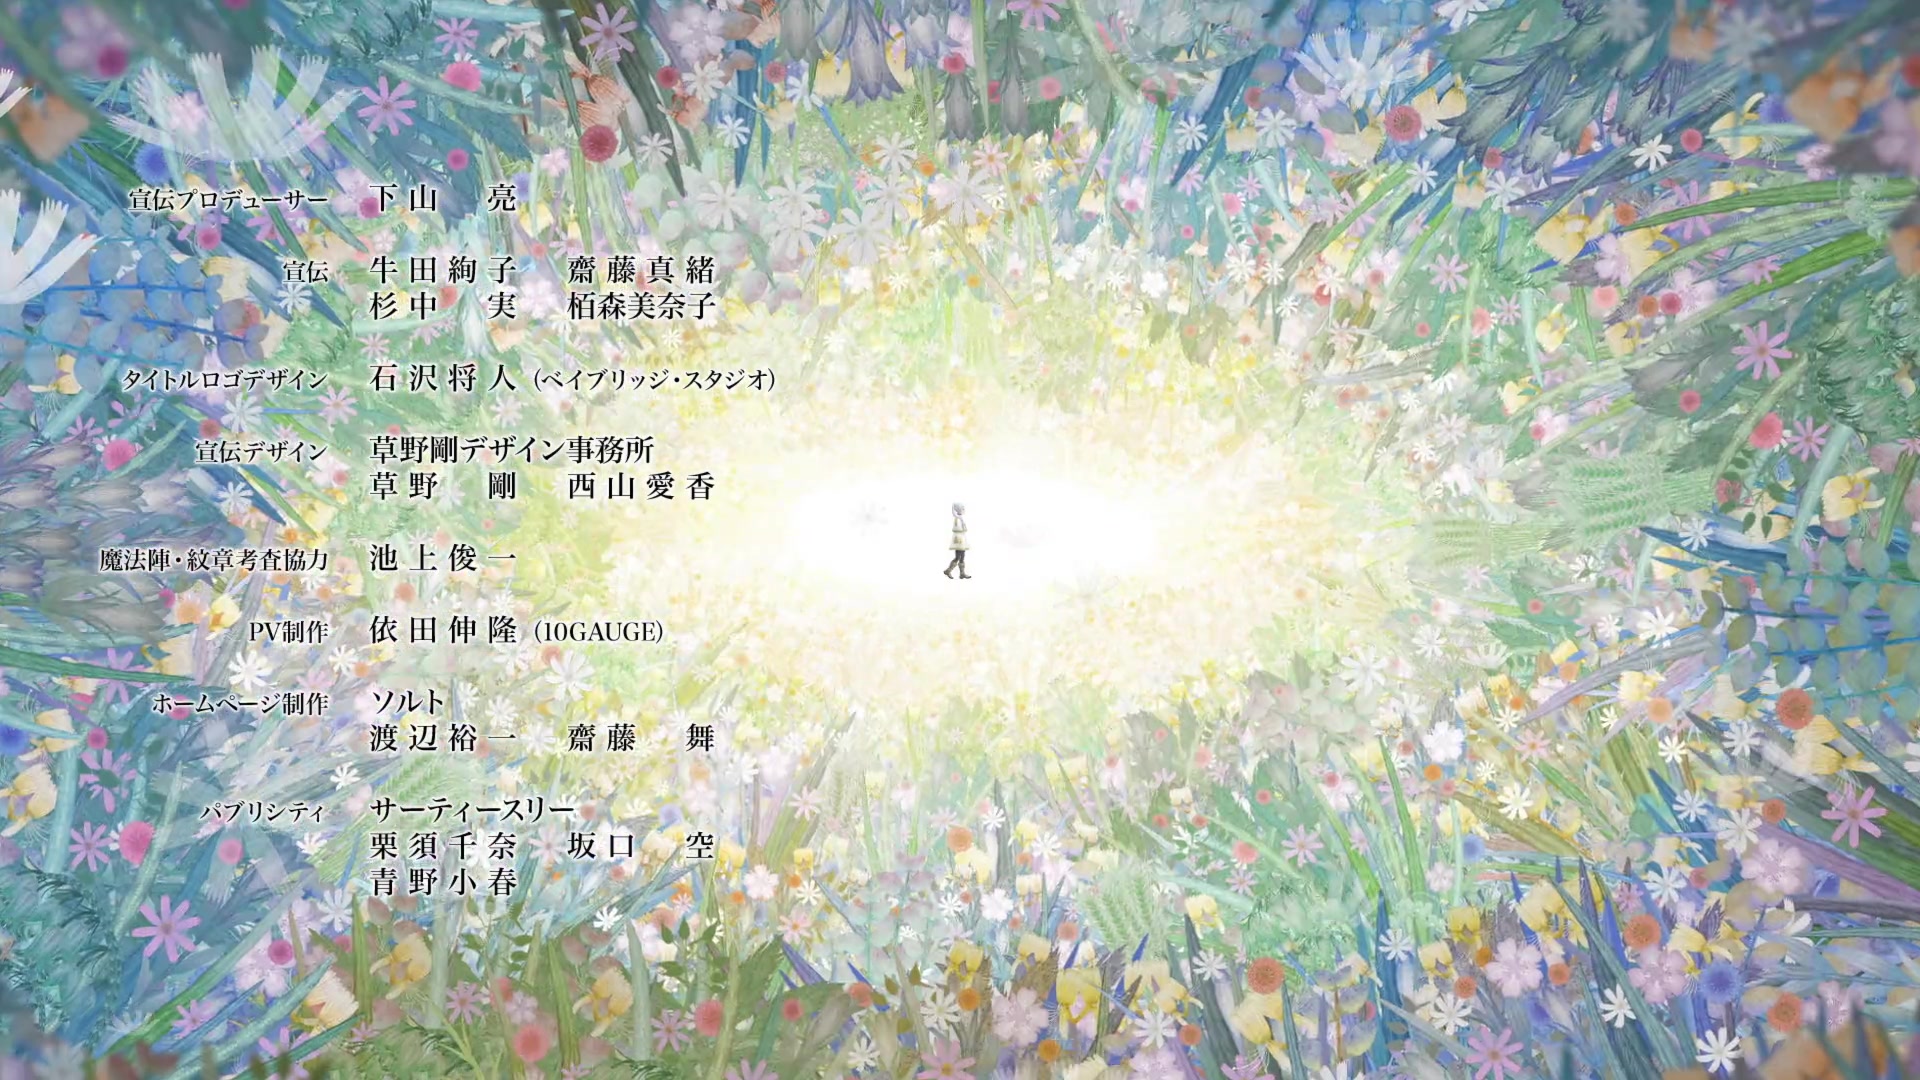 宣伝プロデューサー 下山 亮
宣伝 牛田絢子 齋藤真緒
杉中 実 栢森美奈子
タイトルロゴデザイン 石沢将人 (ベイブリッジ・スタジオ)
宣伝デザイン 草野剛デザイン事務所
草野 剛 西山愛香
魔法陣・紋章考査協力 池上俊一
PV制作 依田伸隆 (10GAUGE)
ホームページ制作 ソルト
渡辺裕一 齋藤 舞
パブリシティ サーティースリー
栗須千奈 坂口 空
青野小春